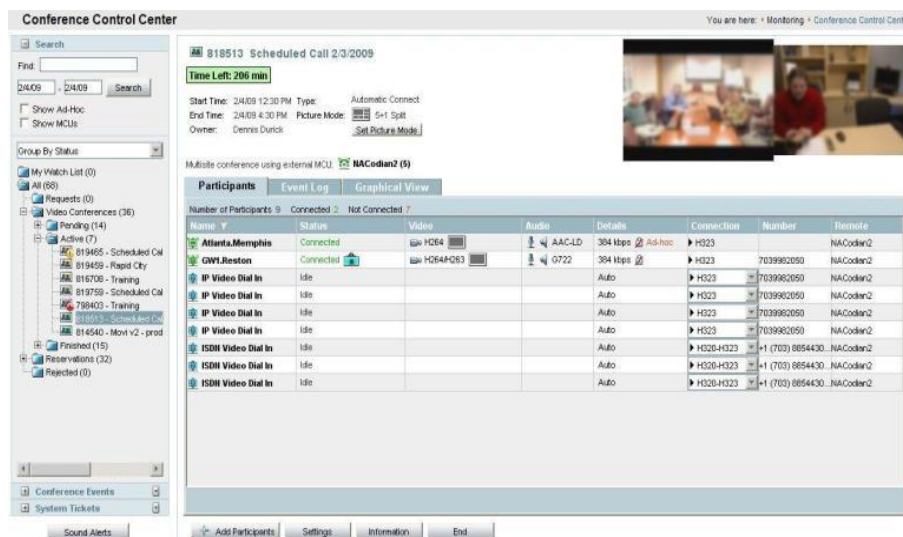 Conference Control Center
You are here: • Monitoring • Conference Control Cent
Search
Find:
2/4/09 - 2/4/09 Search
Show Ad-Hoc
Show MCUs
Group By Status
My Watch List (0)
All (68)
Requests (0)
Video Conferences (36)
Pending (14)
Active (7)
819465 - Scheduled Cal
819459 - Rapid City
816706 - Training
819759 - Scheduled Cal
798403 - Training
818513 - Scheduled Cal
814540 - Movi v2 - prod
Finished (15)
Reservations (32)
Rejected (0)
Conference Events
System Tickets
Sound Alerts
818513 Scheduled Call 2/3/2009
Time Left: 206 min
Start Time: 2/4/09 12:30 PM Type: Automatic Connect
End Time: 2/4/09 4:30 PM Picture Mode: 5+1 Split
Owner: Dennis Durick Set Picture Mode
Multisite conference using external MCU: NACodian2 (5)
Participants Event Log Graphical View
Number of Participants 9 Connected 2 Not Connected 7
Name Status Video Audio Details Connection Number Remote
Atlanta.Memphis Connected H264 AAC-LD 384 kbps Ad-hoc H323 NACodian2
GW1.Reston Connected H264/H263 G722 384 kbps H323 7039982050 NACodian2
IP Video Dial In Idle Auto H323 7039982050 NACodian2
IP Video Dial In Idle Auto H323 7039982050 NACodian2
IP Video Dial In Idle Auto H323 7039982050 NACodian2
IP Video Dial In Idle Auto H323 7039982050 NACodian2
ISDN Video Dial In Idle Auto H320-H323 +1 (703) 8854430... NACodian2
ISDN Video Dial In Idle Auto H320-H323 +1 (703) 8854430... NACodian2
ISDN Video Dial In Idle Auto H320-H323 +1 (703) 8854430... NACodian2
Add Participants Settings Information End